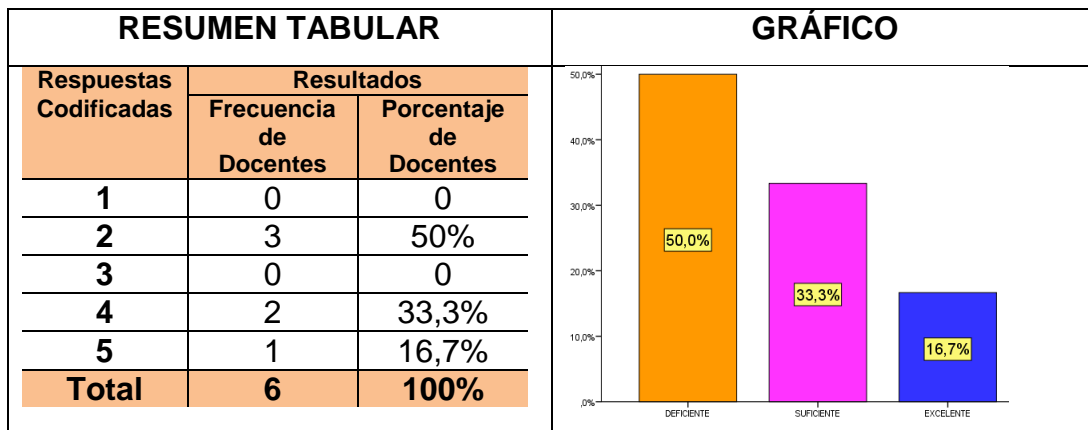 RESUMEN TABULAR
GRÁFICO
Respuestas Codificadas
Resultados
Frecuencia de Docentes
Porcentaje de Docentes
1 0 0
2 3 50%
3 0 0
4 2 33,3%
5 1 16,7%
Total 6 100%
50,0%
40,0%
30,0%
20,0%
10,0%
,0%
50,0%
33,3%
16,7%
DEFICIENTE SUFICIENTE EXCELENTE